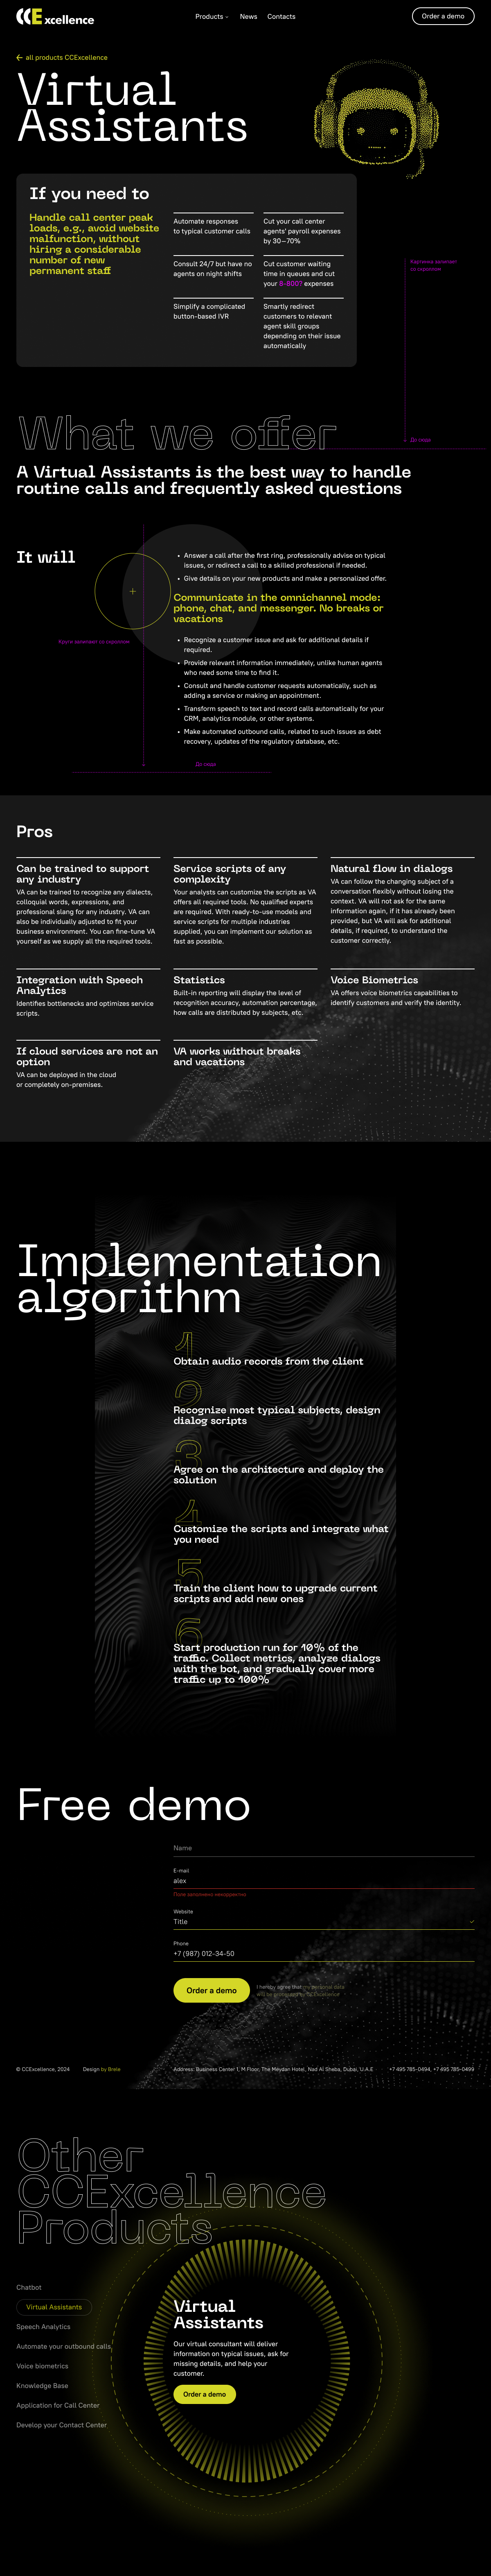 CCExcellence
Products
News
Contacts
Order a demo
all products CCExcellence
Virtual
Assistants
If you need to
Handle call center peak
loads, e.g., avoid website
malfunction, without
hiring a considerable
number of new
permanent staff
Automate responses
to typical customer calls
Cut your call center
agents' payroll expenses
by 30–70%
Consult 24/7 but have no
agents on night shifts
Cut customer waiting
time in queues and cut
your 8-800? expenses
Simplify a complicated
button-based IVR
Smartly redirect
customers to relevant
agent skill groups
depending on their issue
automatically
Картинка залипает
со скроллом
До сюда
What we offer
A Virtual Assistants is the best way to handle
routine calls and frequently asked questions
It will
Круги залипают со скроллом
• Answer a call after the first ring, professionally advise on typical
issues, or redirect a call to a skilled professional if needed.
• Give details on your new products and make a personalized offer.
Communicate in the omnichannel mode:
phone, chat, and messenger. No breaks or
vacations
• Recognize a customer issue and ask for additional details if
required.
• Provide relevant information immediately, unlike human agents
who need some time to find it.
• Consult and handle customer requests automatically, such as
adding a service or making an appointment.
• Transform speech to text and record calls automatically for your
CRM, analytics module, or other systems.
• Make automated outbound calls, related to such issues as debt
recovery, updates of the regulatory database, etc.
До сюда
Pros
Can be trained to support
any industry
VA can be trained to recognize any dialects,
colloquial words, expressions, and
professional slang for any industry. VA can
also be individually adjusted to fit your
business environment. You can fine-tune VA
yourself as we supply all the required tools.
Service scripts of any
complexity
Your analysts can customize the scripts as VA
offers all required tools. No qualified experts
are required. With ready-to-use models and
service scripts for multiple industries
supplied, you can implement our solution as
fast as possible.
Natural flow in dialogs
VA can follow the changing subject of a
conversation flexibly without losing the
context. VA will not ask for the same
information again, if it has already been
provided, but VA will ask for additional
details, if required, to understand the
customer correctly.
Integration with Speech
Analytics
Identifies bottlenecks and optimizes service
scripts.
Statistics
Built-in reporting will display the level of
recognition accuracy, automation percentage,
how calls are distributed by subjects, etc.
Voice Biometrics
VA offers voice biometrics capabilities to
identify customers and verify the identity.
If cloud services are not an
option
VA can be deployed in the cloud
or completely on-premises.
VA works without breaks
and vacations
Implementation
algorithm
1
Obtain audio records from the client
2
Recognize most typical subjects, design
dialog scripts
3
Agree on the architecture and deploy the
solution
4
Customize the scripts and integrate what
you need
5
Train the client how to upgrade current
scripts and add new ones
6
Start production run for 10% of the
traffic. Collect metrics, analyze dialogs
with the bot, and gradually cover more
traffic up to 100%
Free demo
Name
E-mail
alex
Поле заполнено некорректно
Website
Title
Phone
+7 (987) 012-34-50
Order a demo
I hereby agree that my personal data
will be processed by CCExcellence
© CCExcellence, 2024
Design by Brele
Address: Business Center 1, M Floor, The Meydan Hotel, Nad Al Sheba, Dubai, U.A.E
+7 495 785-0494, +7 495 785-0499
Other
CCExcellence
Products
Chatbot
Virtual Assistants
Speech Analytics
Automate your outbound calls
Voice biometrics
Knowledge Base
Application for Call Center
Develop your Contact Center
Virtual
Assistants
Our virtual consultant will deliver
information on typical issues, ask for
missing details, and help your
customer.
Order a demo